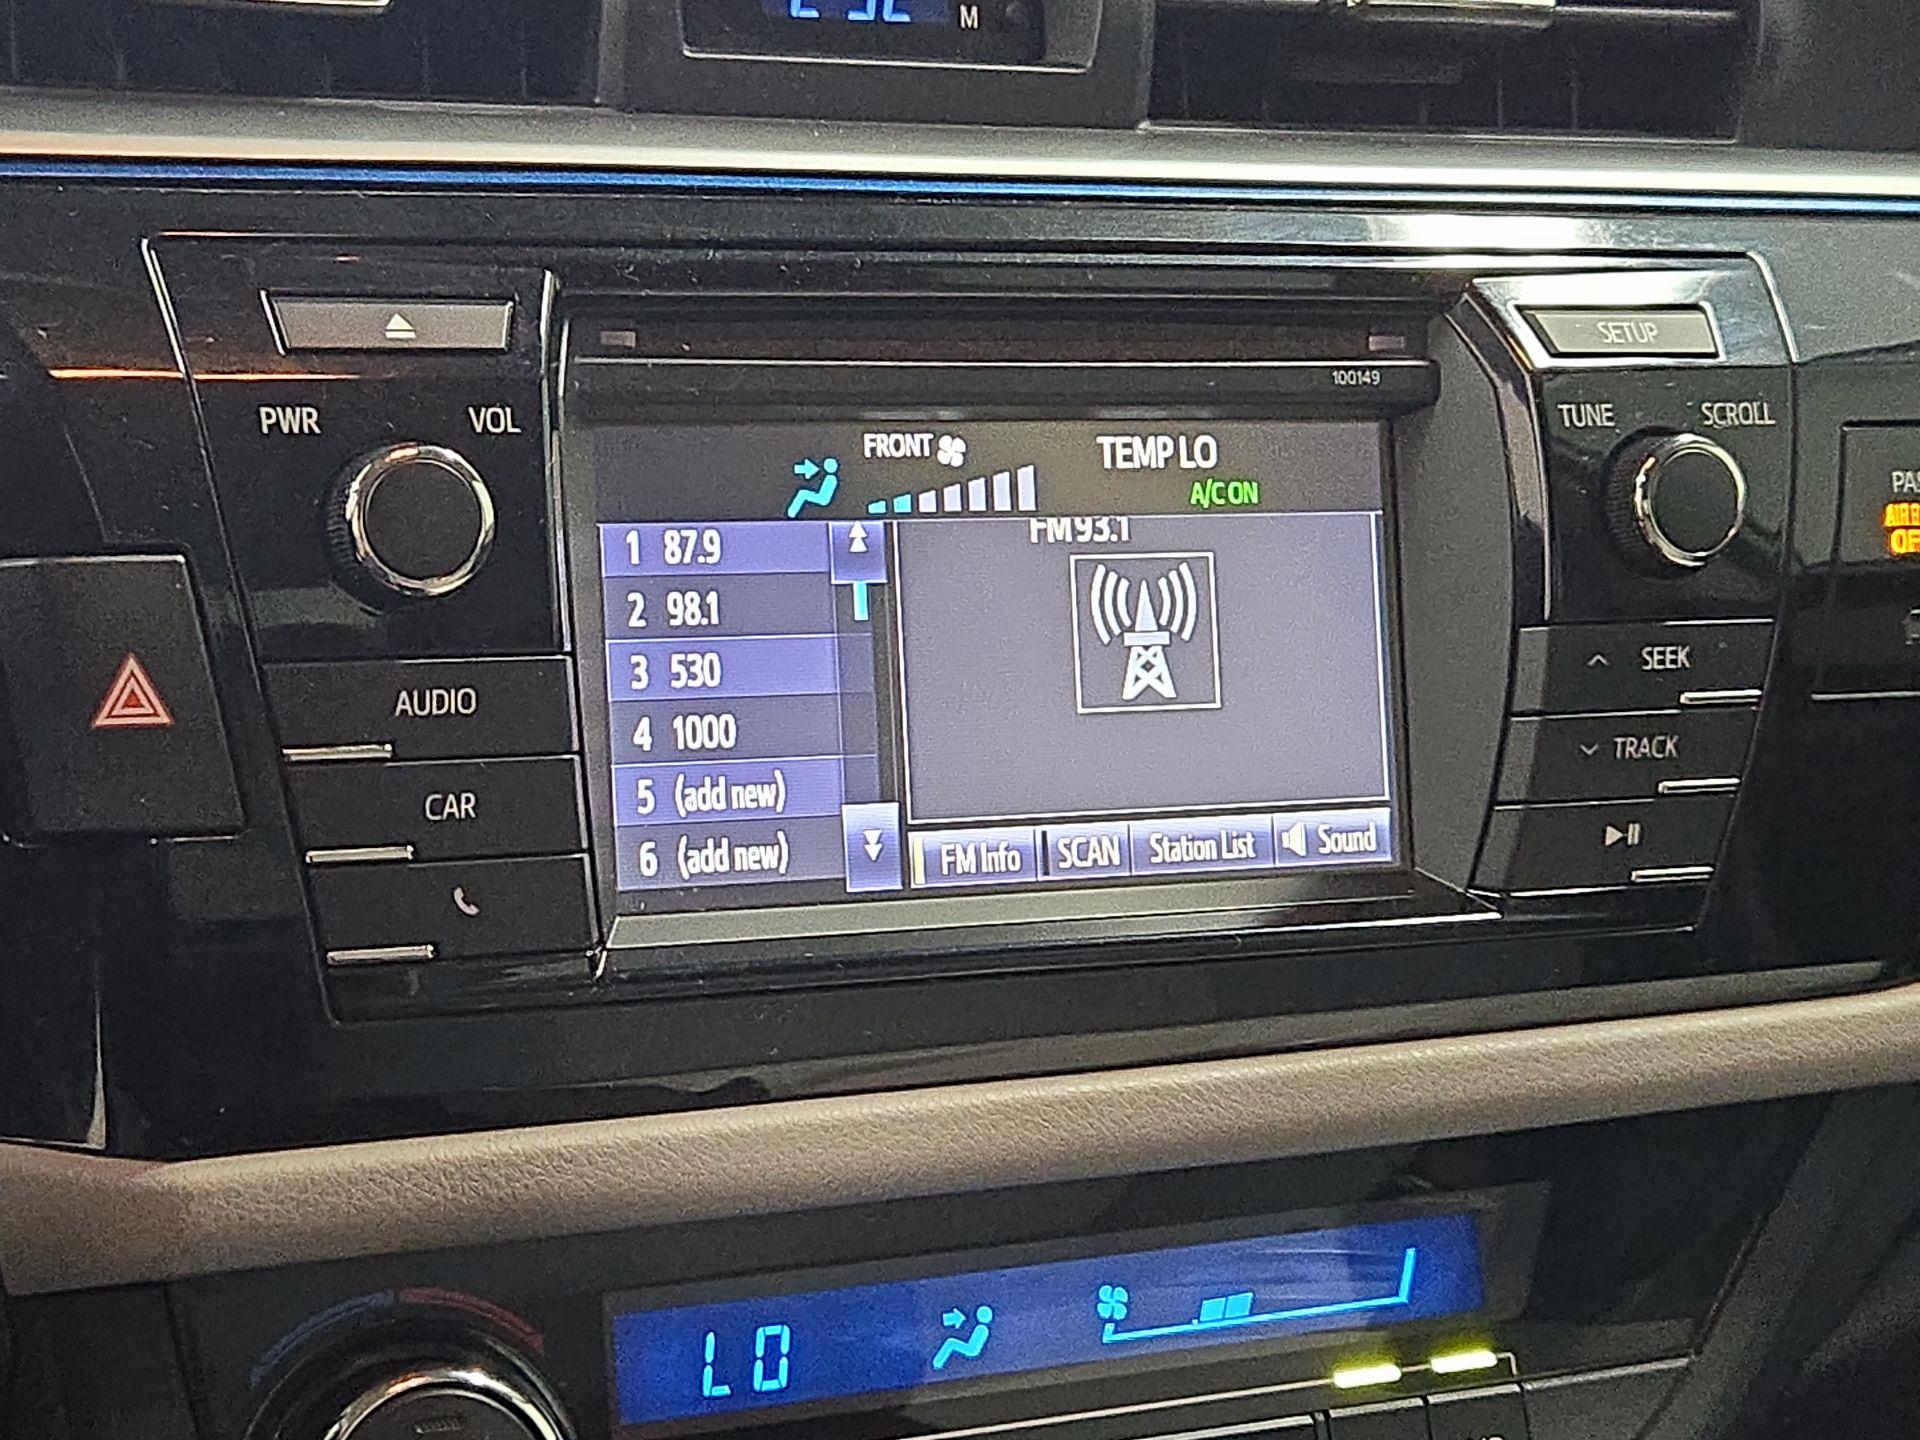 M
SETUP
100149
PWR
VOL
TUNE
SCROLL
FRONT
TEMP LO
A/C ON
FM 93.1
1 87.9
2 98.1
3 530
4 1000
5 (add new)
6 (add new)
FM Info
SCAN
Station List
Sound
AUDIO
CAR
SEEK
TRACK
LO